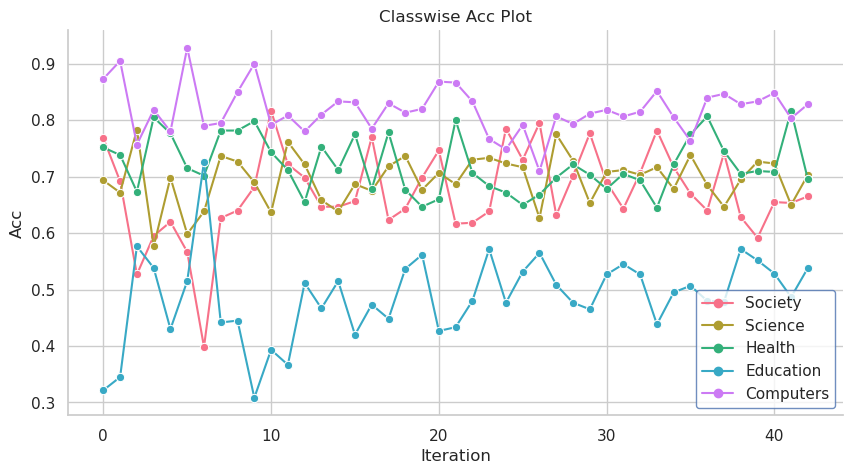 Classwise Acc Plot
Acc
0.9
0.8
0.7
0.6
0.5
0.4
0.3
0 10 20 30 40
Iteration
Society
Science
Health
Education
Computers